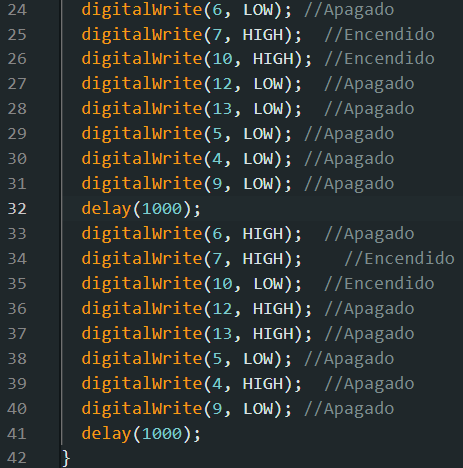 24 digitalWrite(6, LOW); //Apagado
25 digitalWrite(7, HIGH);  //Encendido
26 digitalWrite(10, HIGH); //Encendido
27 digitalWrite(12, LOW);  //Apagado
28 digitalWrite(13, LOW);  //Apagado
29 digitalWrite(5, LOW); //Apagado
30 digitalWrite(4, LOW); //Apagado
31 digitalWrite(9, LOW); //Apagado
32 delay(1000);
33 digitalWrite(6, HIGH);  //Apagado
34 digitalWrite(7, HIGH);    //Encendido
35 digitalWrite(10, LOW);  //Encendido
36 digitalWrite(12, HIGH); //Apagado
37 digitalWrite(13, HIGH); //Apagado
38 digitalWrite(5, LOW); //Apagado
39 digitalWrite(4, HIGH);  //Apagado
40 digitalWrite(9, LOW); //Apagado
41 delay(1000);
42 }